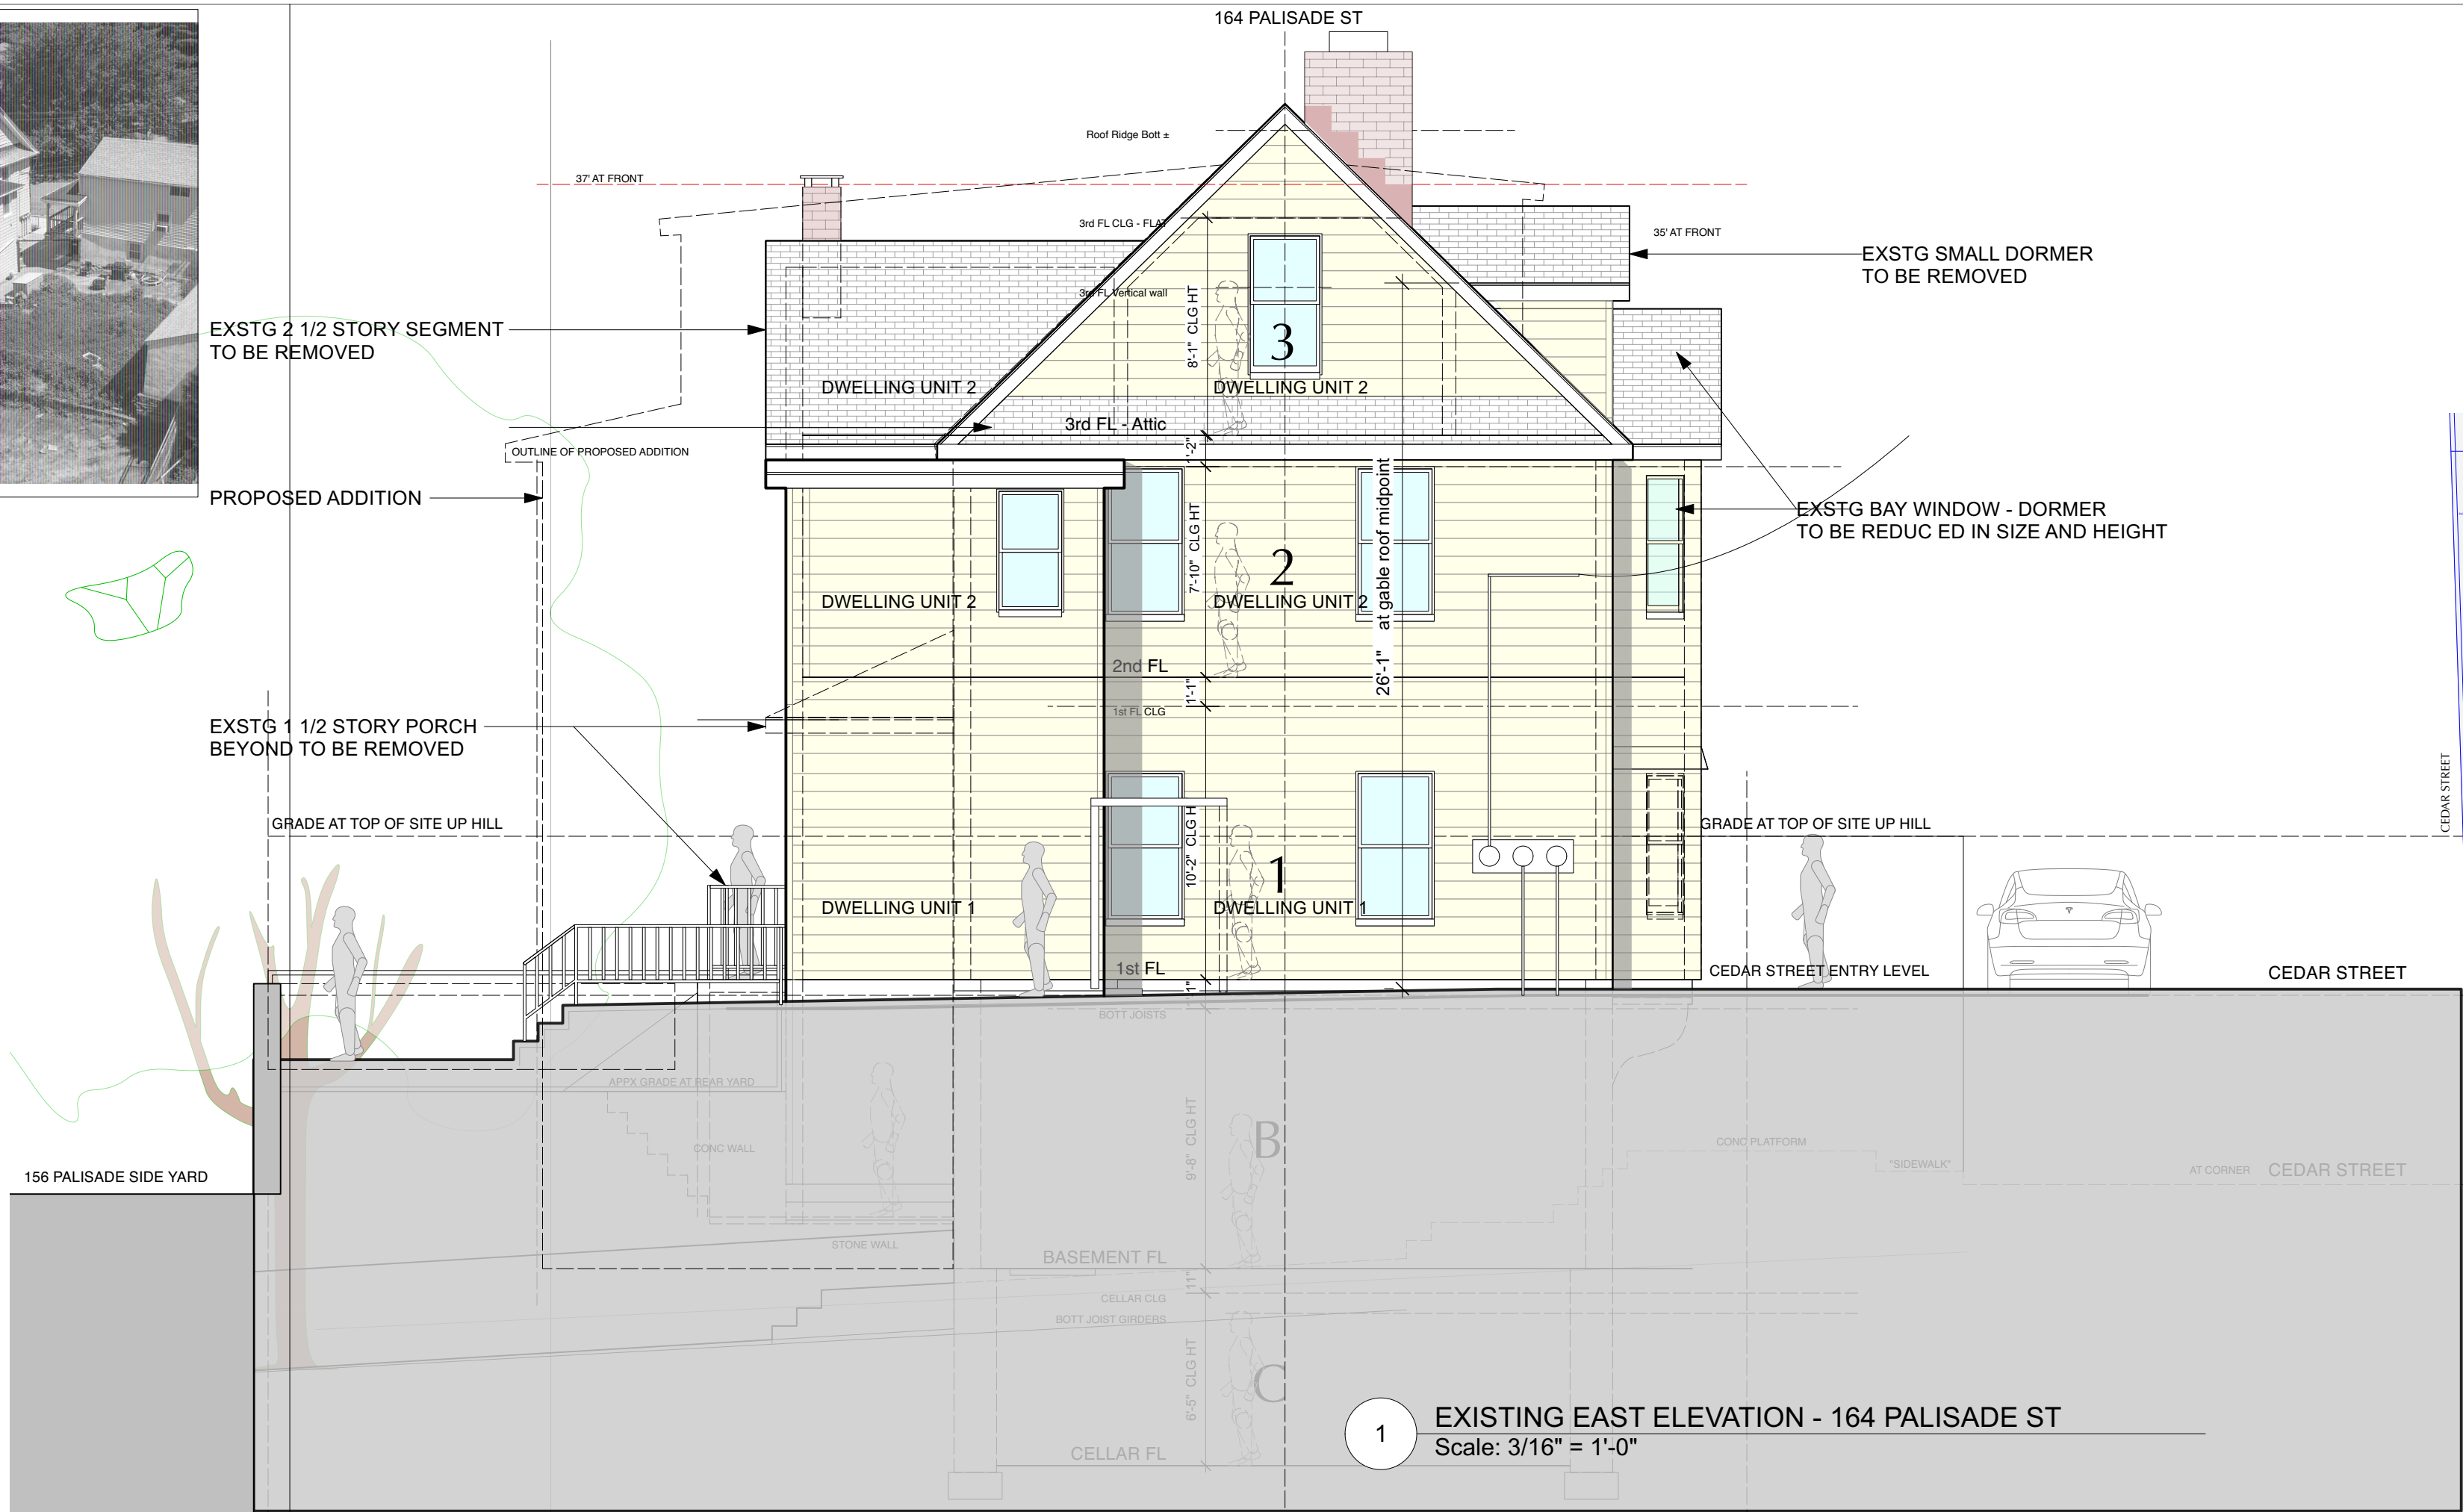 164 PALISADE ST
Roof Ridge Bott ±
37' AT FRONT
3rd FL CLG - FLAT
35' AT FRONT
EXSTG SMALL DORMER
TO BE REMOVED
3rd FL Vertical wall
EXSTG 2 1/2 STORY SEGMENT
TO BE REMOVED
8'-1" CLG HT
3
DWELLING UNIT 2
DWELLING UNIT 2
3rd FL - Attic
1'-2"
OUTLINE OF PROPOSED ADDITION
PROPOSED ADDITION
EXSTG BAY WINDOW - DORMER
TO BE REDUC ED IN SIZE AND HEIGHT
7'-10" CLG HT
2
26'-1" at gable roof midpoint
DWELLING UNIT 2
DWELLING UNIT 2
2nd FL
1'-1"
1st FL CLG
EXSTG 1 1/2 STORY PORCH
BEYOND TO BE REMOVED
CEDAR STREET
GRADE AT TOP OF SITE UP HILL
GRADE AT TOP OF SITE UP HILL
10'-2" CLG H
1
DWELLING UNIT 1
DWELLING UNIT 1
1st FL
CEDAR STREET ENTRY LEVEL
CEDAR STREET
BOTT JOISTS
APPX GRADE AT REAR YARD
CONC WALL
9'-8" CLG HT
B
CONC PLATFORM
"SIDEWALK"
AT CORNER CEDAR STREET
156 PALISADE SIDE YARD
STONE WALL
BASEMENT FL
11"
CELLAR CLG
BOTT JOIST GIRDERS
6'-5" CLG HT
C
CELLAR FL
1
EXISTING EAST ELEVATION - 164 PALISADE ST
Scale: 3/16" = 1'-0"